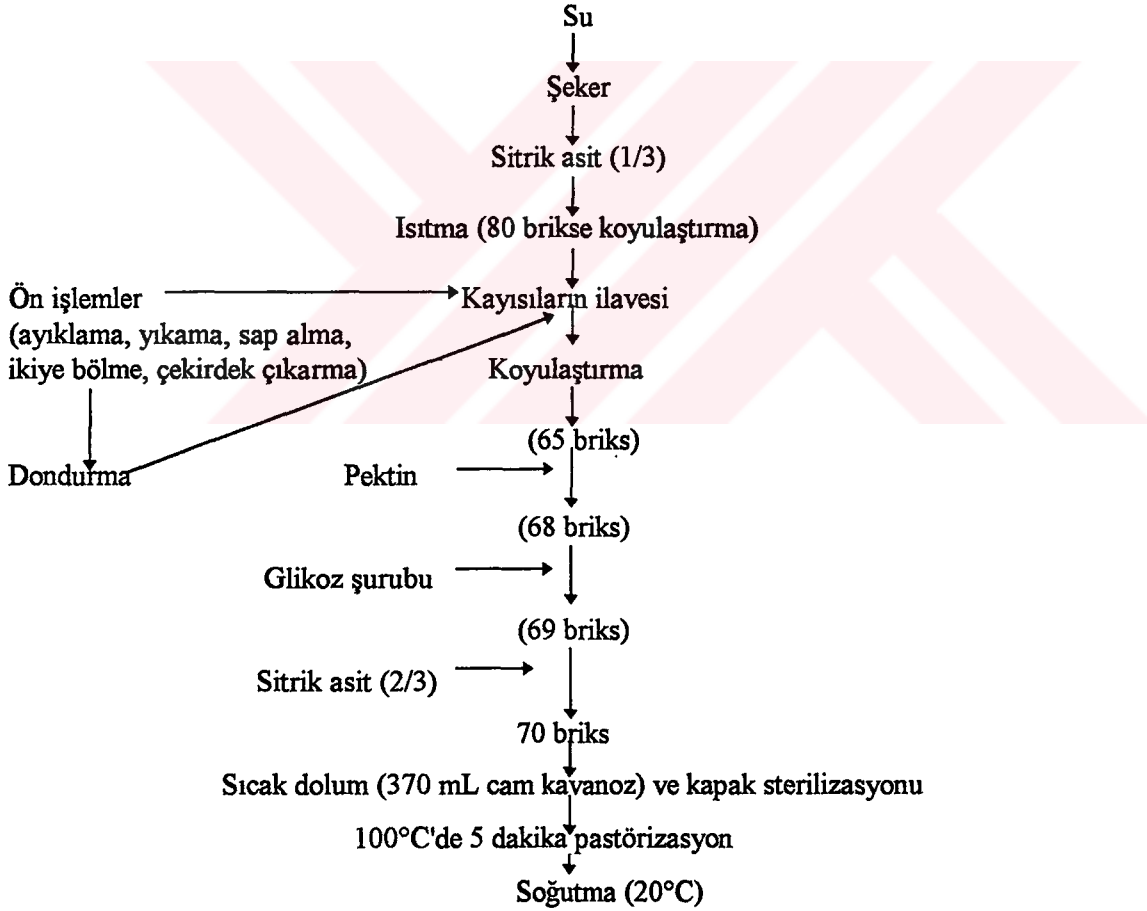 Su
Şeker
Sitrik asit (1/3)
Isıtma (80 brikse koyulaştırma)
Ön işlemler
(ayıklama, yıkama, sap alma,
ikiye bölme, çekirdek çıkarma)
Kayısıların ilavesi
Koyulaştırma
(65 briks)
Dondurma
Pektin
(68 briks)
Glikoz şurubu
(69 briks)
Sitrik asit (2/3)
70 briks
Sıcak dolum (370 mL cam kavanoz) ve kapak sterilizasyonu
100°C'de 5 dakika pastörizasyon
Soğutma (20°C)